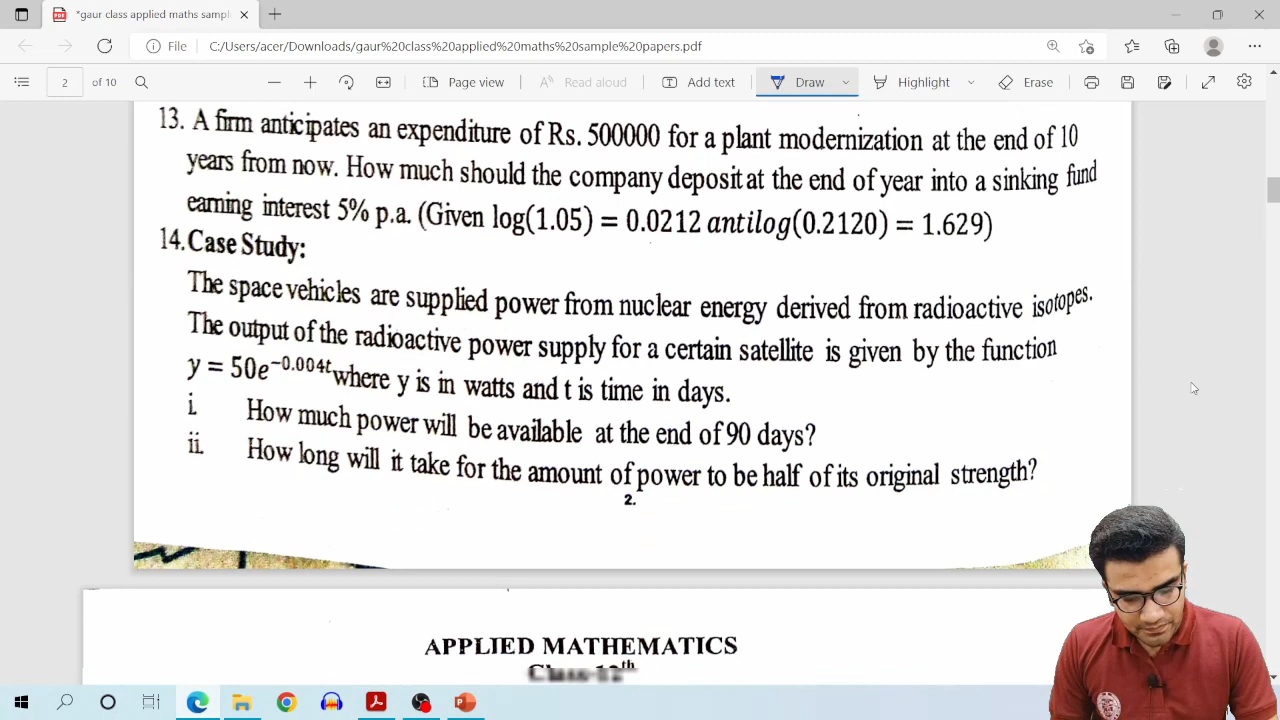 *gaur class applied maths sampl
File
C:/Users/acer/Downloads/gaur%20class%20applied%20maths%20sample%20papers.pdf
2 of 10
Page view
Read aloud
Add text
Draw
Highlight
Erase
13. A firm anticipates an expenditure of Rs. 500000 for a plant modernization at the end of 10
years from now. How much should the company deposit at the end of year into a sinking fund
earning interest 5% p.a. (Given log(1.05) = 0.0212 antilog(0.2120) = 1.629)
14. Case Study:
The space vehicles are supplied power from nuclear energy derived from radioactive isotopes.
The output of the radioactive power supply for a certain satellite is given by the function
y = 50e^−0.004t where y is in watts and t is time in days.
i. How much power will be available at the end of 90 days?
ii. How long will it take for the amount of power to be half of its original strength?
2.
APPLIED MATHEMATICS
Class-12th